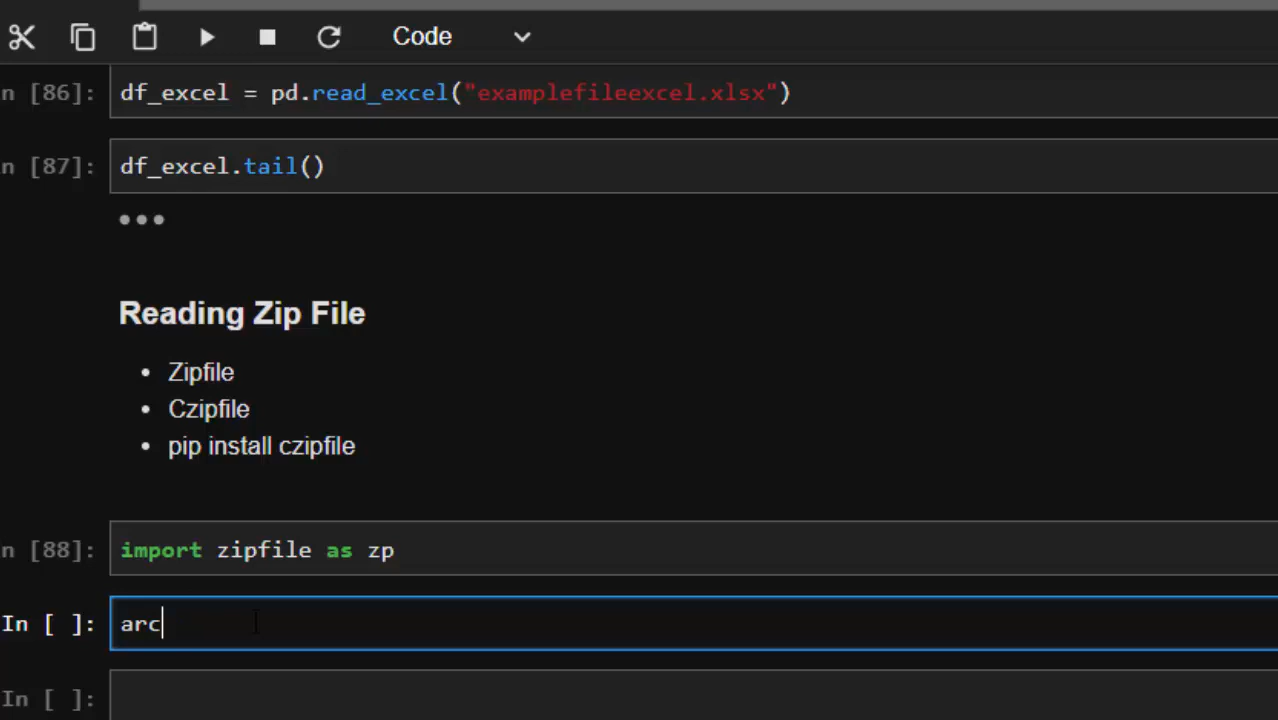 Code
n [86]: df_excel = pd.read_excel("examplefileexcel.xlsx")
n [87]: df_excel.tail()
Reading Zip File
• Zipfile
• Czipfile
• pip install czipfile
n [88]: import zipfile as zp
In [ ]: arc
In [ ]: